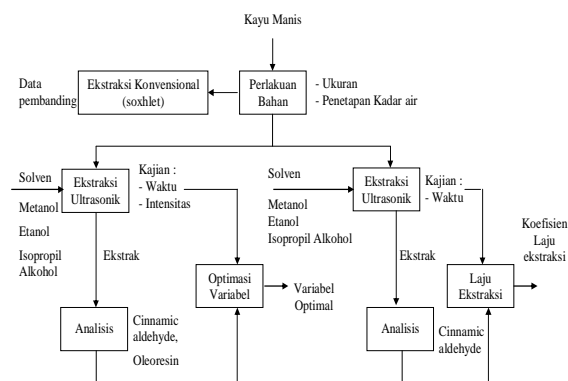 Kayu Manis
Data
pembanding
Ekstraksi Konvensional
(soxhlet)
Perlakuan
Bahan
- Ukuran
- Penetapan Kadar air
Solven
Metanol
Etanol
Isopropil
Alkohol
Ekstraksi
Ultrasonik
Kajian :
- Waktu
- Intensitas
Ekstrak
Optimasi
Variabel
Variabel
Optimal
Analisis
Cinnamic
aldehyde,
Oleoresin
Solven
Metanol
Etanol
Isopropil Alkohol
Ekstraksi
Ultrasonik
Kajian :
- Waktu
Ekstrak
Laju
Ekstraksi
Koefisien
Laju
ekstraksi
Analisis
Cinnamic
aldehyde